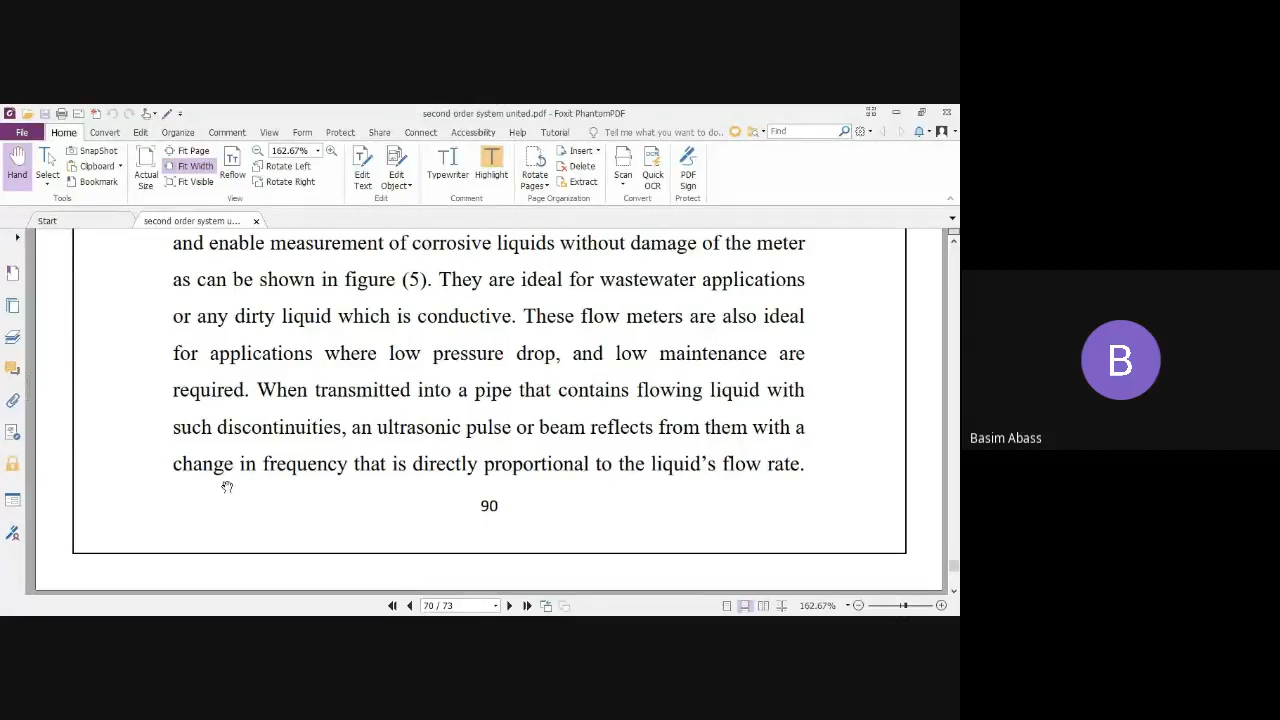 second order system united.pdf - Foxit PhantomPDF
File Home Convert Edit Organize Comment View Form Protect Share Connect Accessibility Help Tutorial Tell me what you want to do.. Find
Hand
Select
SnapShot
Clipboard
Bookmark
Tools
Actual Size
Fit Page
Fit Width
Fit Visible
Reflow
162.67%
Rotate Left
Rotate Right
View
Edit Text
Edit Object
Edit
Typewriter
Highlight
Comment
Rotate Pages
Insert
Delete
Extract
Page Organization
Scan
Quick OCR
Convert
PDF Sign
Protect
Start
second order system u...
and enable measurement of corrosive liquids without damage of the meter
as can be shown in figure (5). They are ideal for wastewater applications
or any dirty liquid which is conductive. These flow meters are also ideal
for applications where low pressure drop, and low maintenance are
required. When transmitted into a pipe that contains flowing liquid with
such discontinuities, an ultrasonic pulse or beam reflects from them with a
change in frequency that is directly proportional to the liquid’s flow rate.
90
70 / 73
162.67%
B
Basim Abass